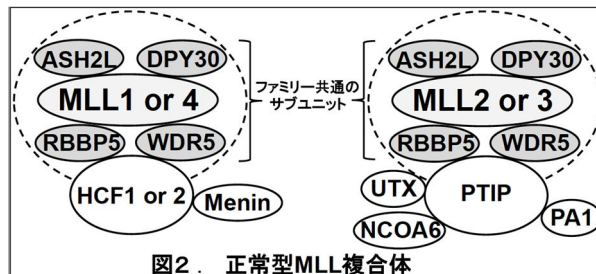 ASH2L DPY30
MLL1 or 4
RBBP5 WDR5
HCF1 or 2
Menin
ファミリー共通の
サブユニット
ASH2L DPY30
MLL2 or 3
RBBP5 WDR5
UTX
PTIP
NCOA6
PA1
図2． 正常型MLL複合体